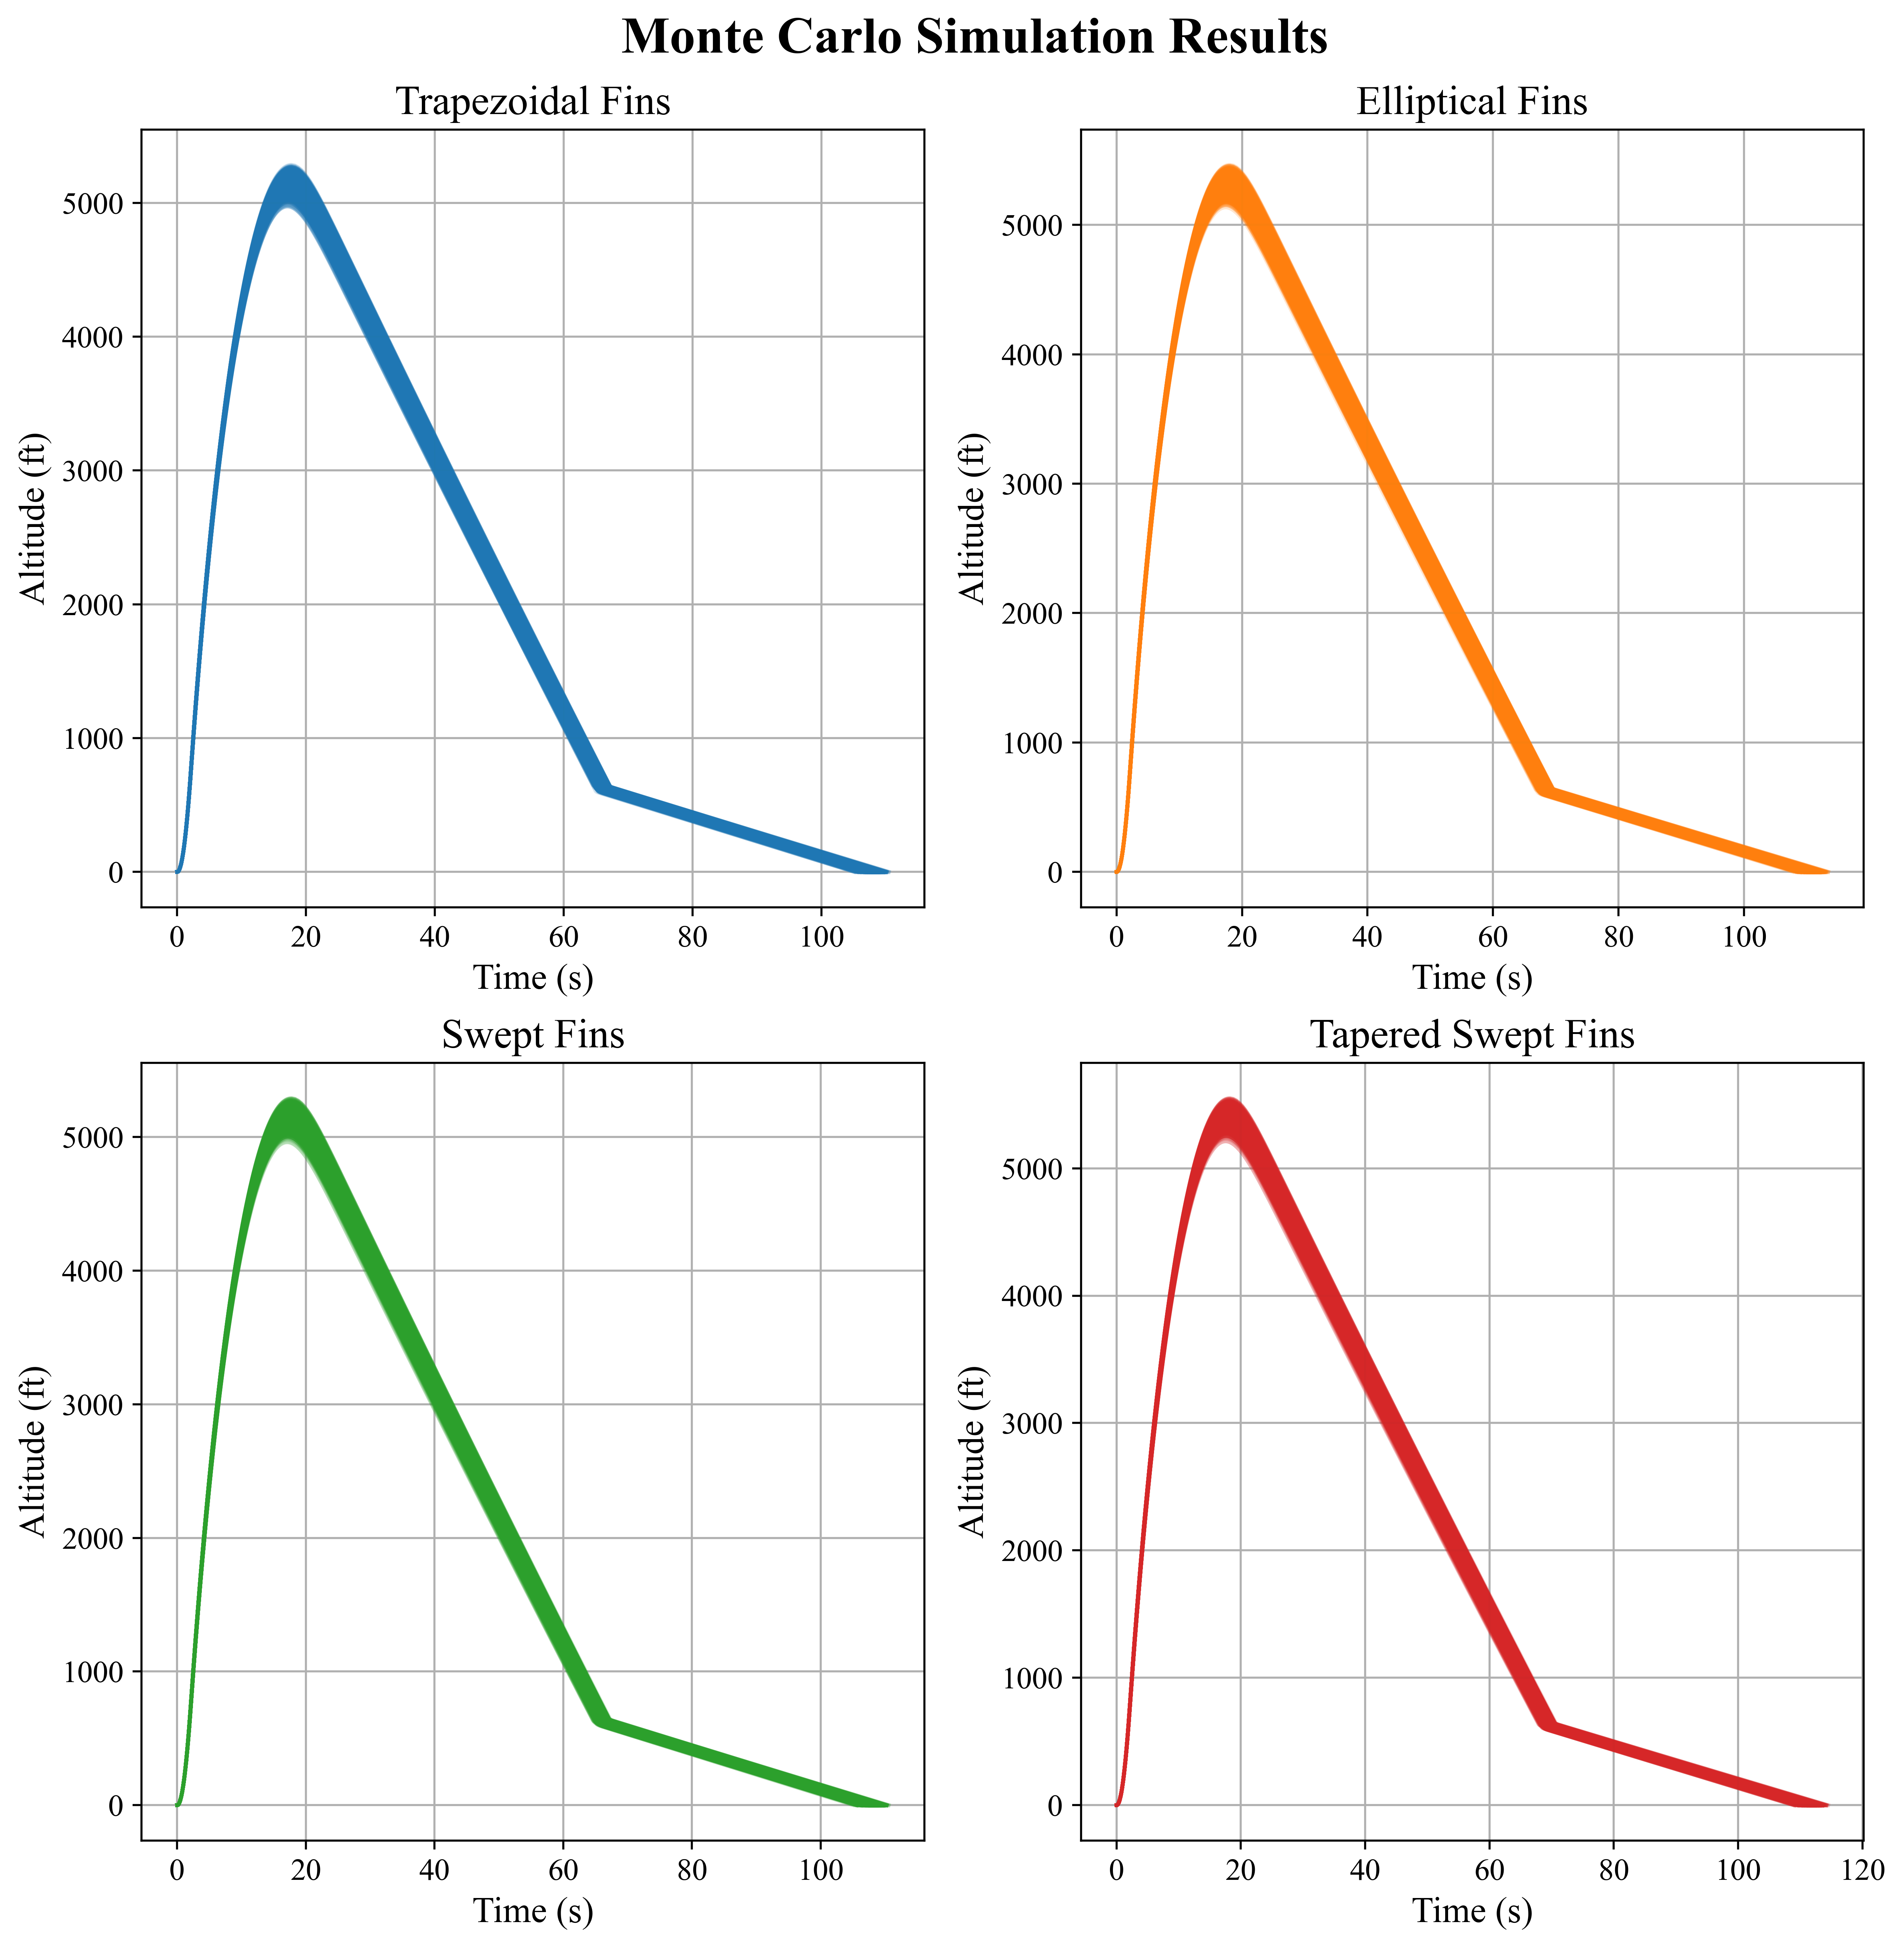 Monte Carlo Simulation Results
Trapezoidal Fins
Altitude (ft)
5000
4000
3000
2000
1000
0
0 20 40 60 80 100
Time (s)
Elliptical Fins
Altitude (ft)
5000
4000
3000
2000
1000
0
0 20 40 60 80 100
Time (s)
Swept Fins
Altitude (ft)
5000
4000
3000
2000
1000
0
0 20 40 60 80 100
Time (s)
Tapered Swept Fins
Altitude (ft)
5000
4000
3000
2000
1000
0
0 20 40 60 80 100 120
Time (s)